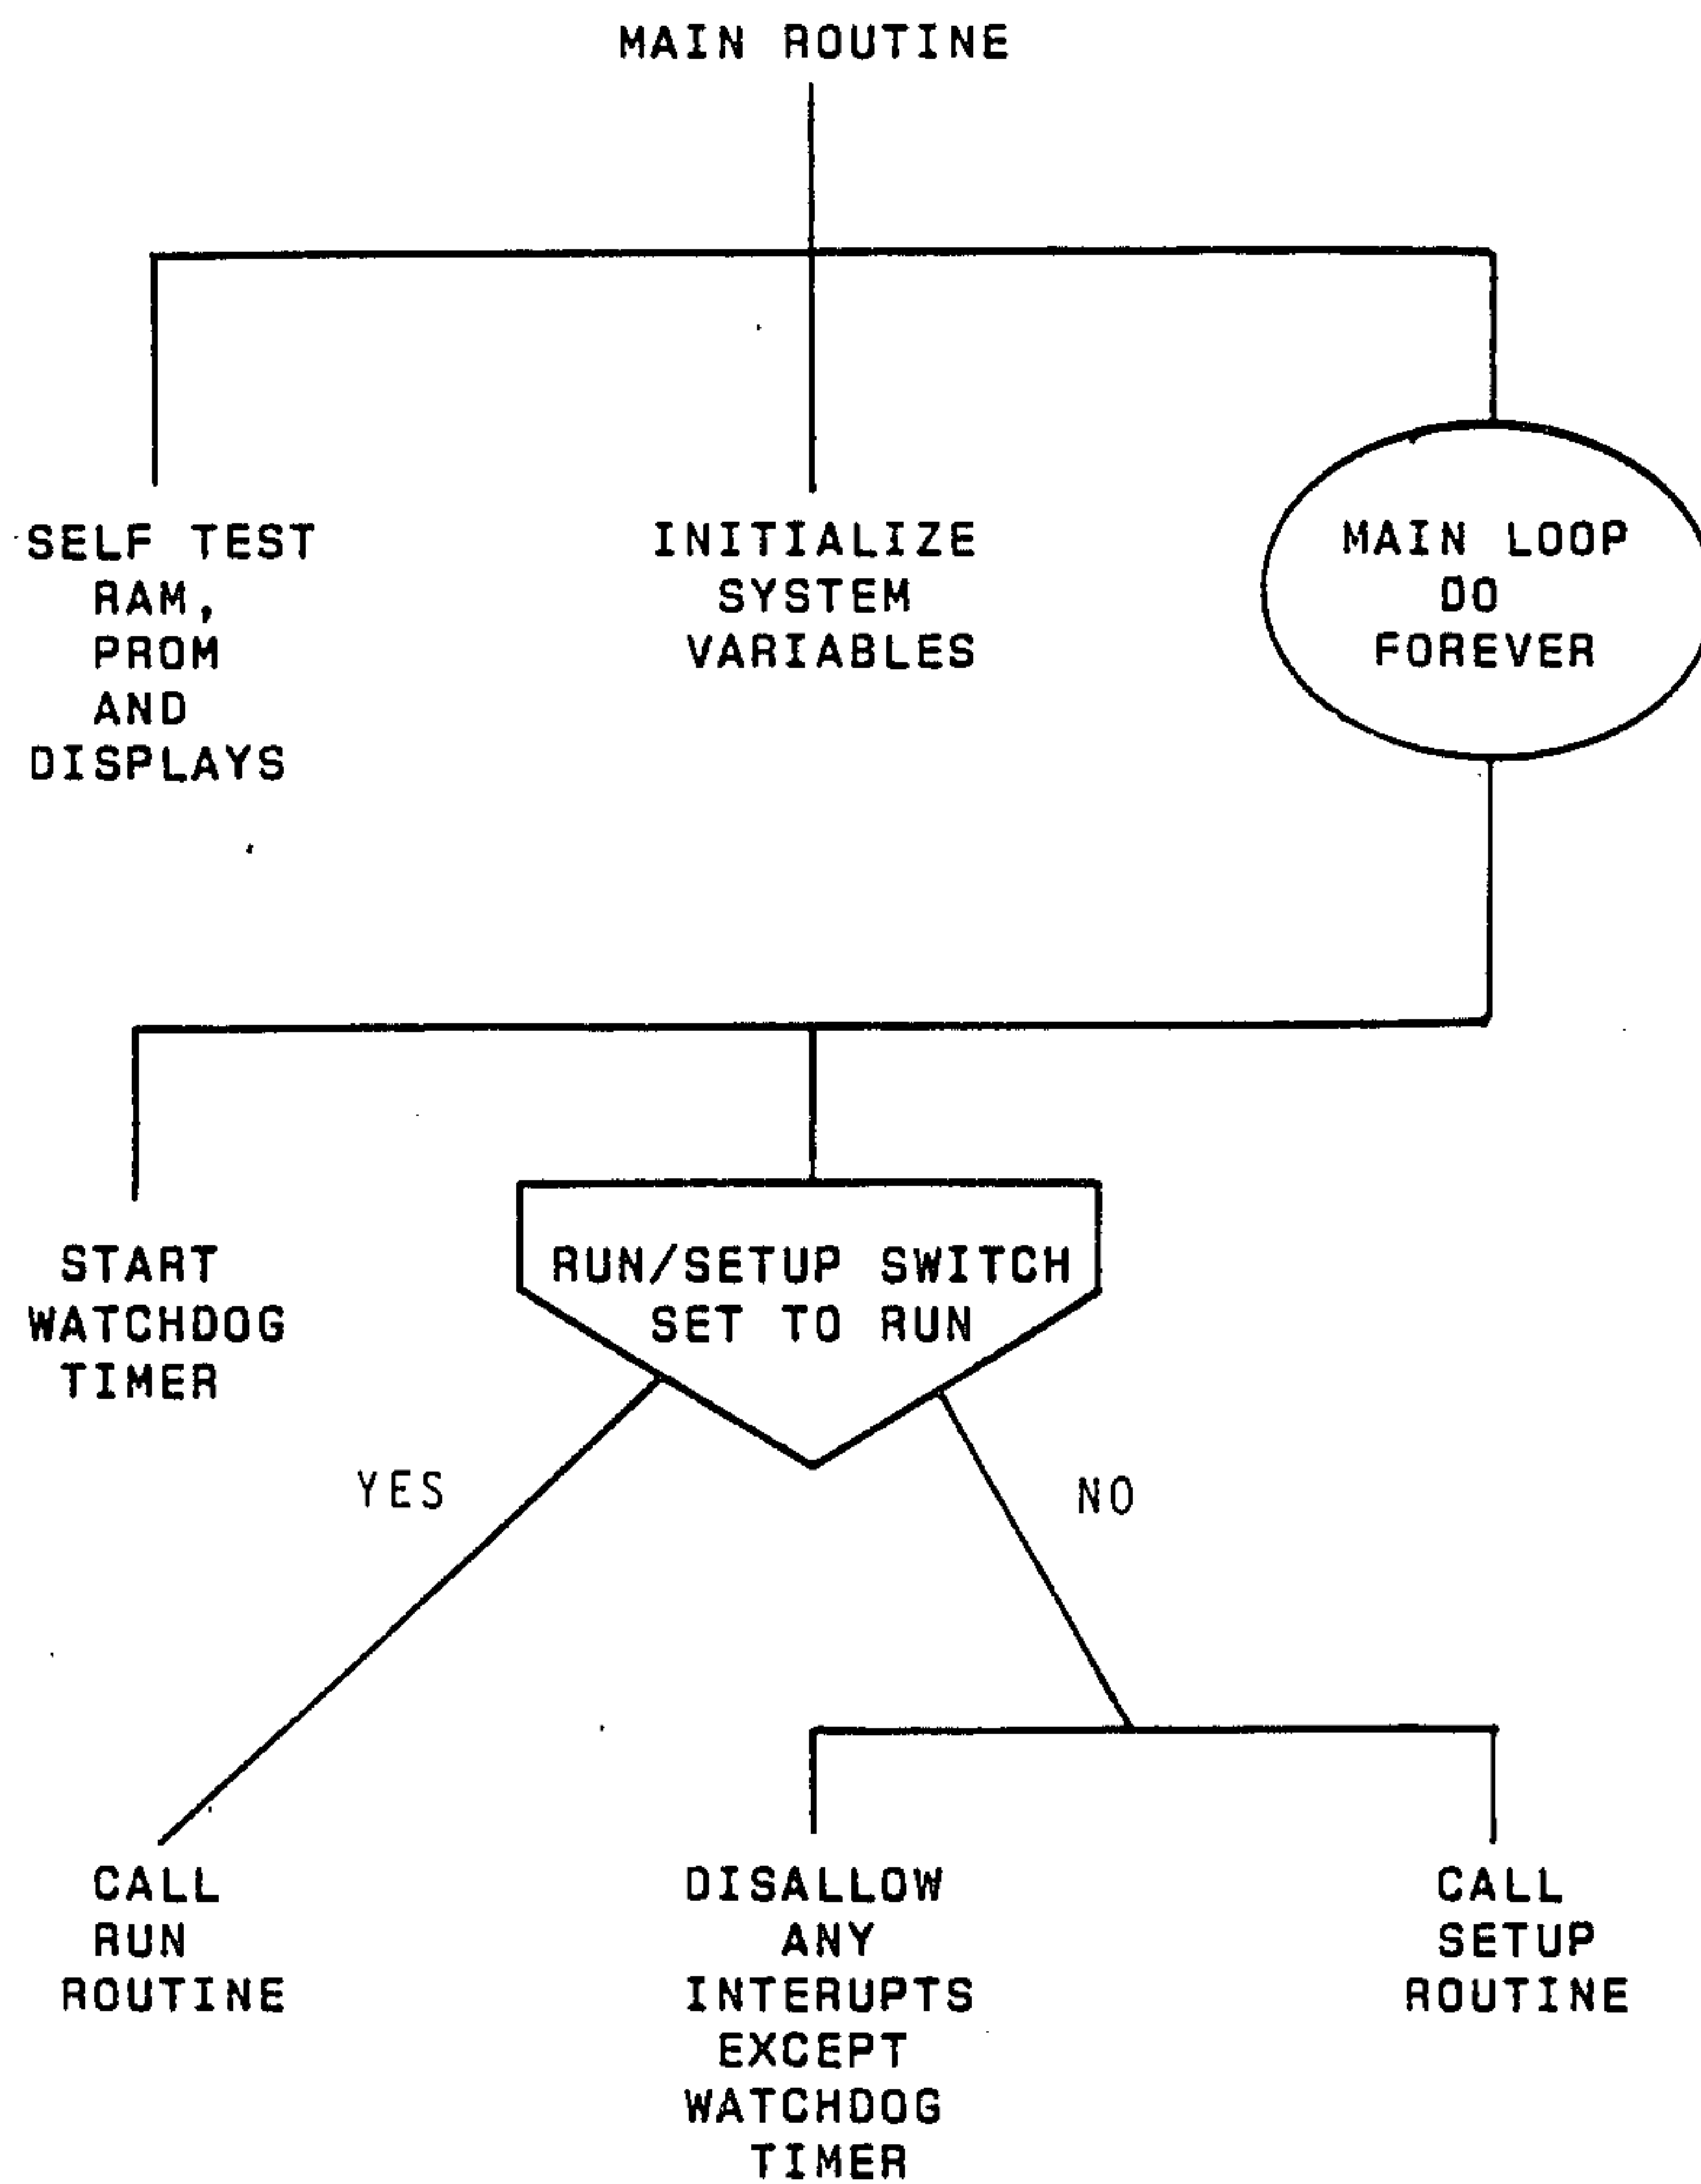 MAIN ROUTINE
SELF TEST
RAM,
PROM
AND
DISPLAYS
INITIALIZE
SYSTEM
VARIABLES
MAIN LOOP
DO
FOREVER
START
WATCHDOG
TIMER
RUN/SETUP SWITCH
SET TO RUN
YES
NO
CALL
RUN
ROUTINE
DISALLOW
ANY
INTERUPTS
EXCEPT
WATCHDOG
TIMER
CALL
SETUP
ROUTINE